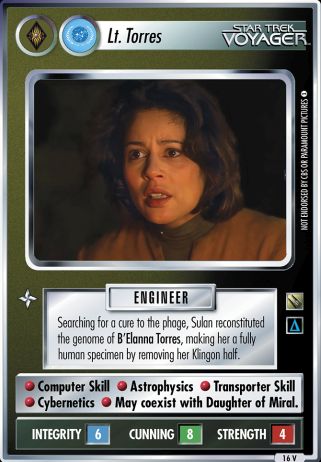 Lt. Torres
STAR TREK
VOYAGER
NOT ENDORSED BY CBS OR PARAMOUNT PICTURES
ENGINEER
Searching for a cure to the phage, Sulan reconstituted
the genome of B'Elanna Torres, making her a fully
human specimen by removing her Klingon half.
• Computer Skill • Astrophysics • Transporter Skill
• Cybernetics • May coexist with Daughter of Miral.
INTEGRITY 6 CUNNING 8 STRENGTH 4
16 V